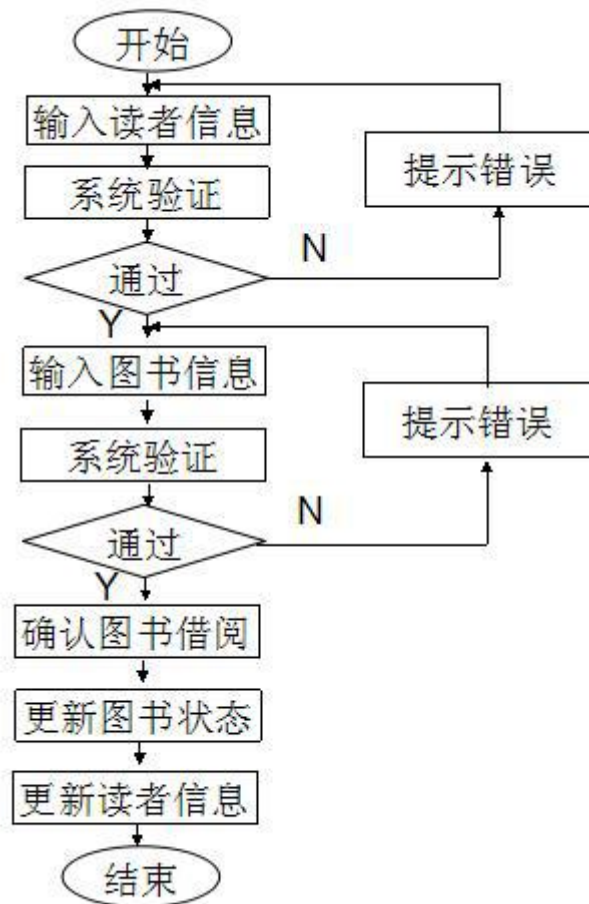 开始
输入读者信息
提示错误
系统验证
N
通过
Y
输入图书信息
提示错误
系统验证
N
通过
Y
确认图书借阅
更新图书状态
更新读者信息
结束